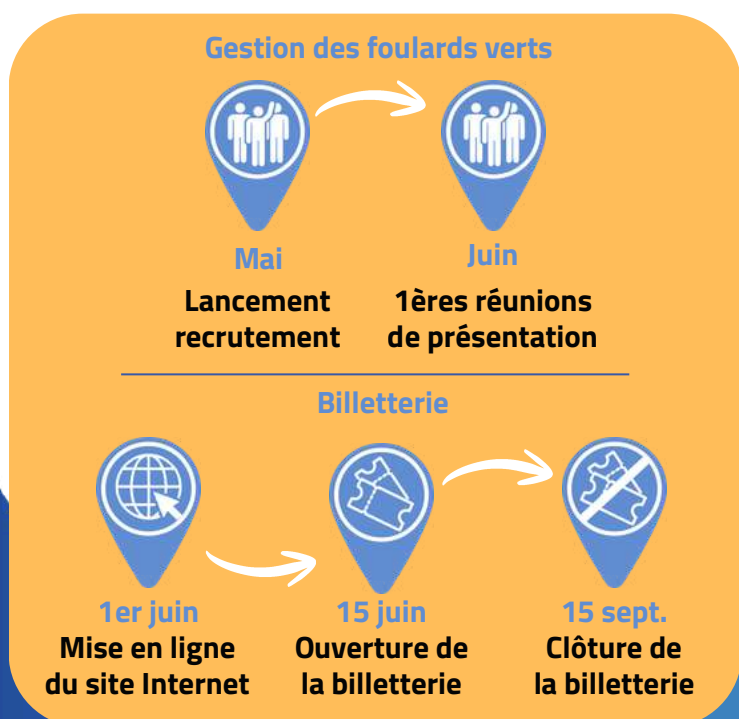 Gestion des foulards verts
Mai
Lancement
recrutement
Juin
1ères réunions
de présentation
Billetterie
1er juin
Mise en ligne
du site Internet
15 juin
Ouverture de
la billetterie
15 sept.
Clôture de
la billetterie